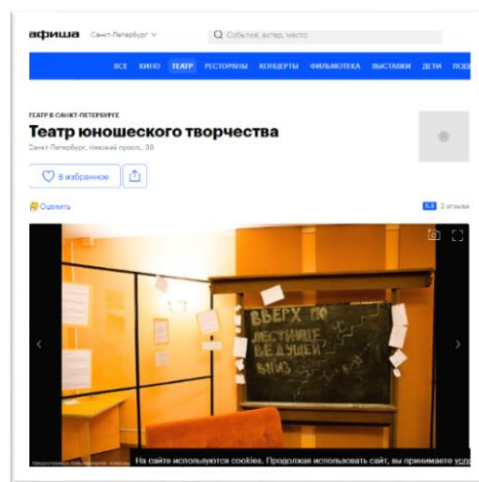 афиша Санкт-Петербург
Событие, актёр, место
ВСЕ КИНО ТЕАТР РЕСТОРАНЫ КОНЦЕРТЫ ФИЛЬМОТЕКА ВЫСТАВКИ ДЕТИ
ТЕАТР В САНКТ-ПЕТЕРБУРГЕ
Театр юношеского творчества
Санкт-Петербург, Невский просп., 39
В избранное
Оценить
2 отзыва
ВВЕРХ ПО
ЛЕСТНИЦЕ
ВЕДУЩЕЙ
ВНИЗ
На сайте используются cookies. Продолжая использовать сайт, вы принимаете